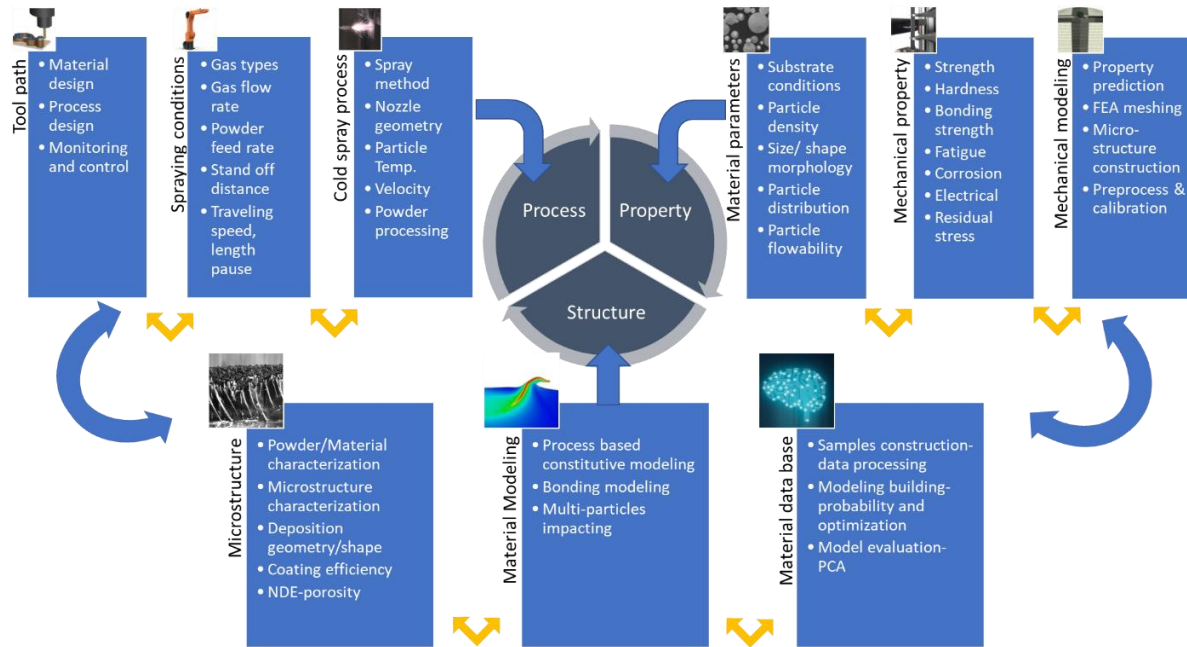 Tool path
• Material
design
• Process
design
• Monitoring
and control
Spraying conditions
• Gas types
• Gas flow
rate
• Powder
feed rate
• Stand off
distance
• Traveling
speed,
length
pause
Cold spray process
• Spray
method
• Nozzle
geometry
• Particle
Temp.
• Velocity
• Powder
processing
Process
Property
Structure
Material parameters
• Substrate
conditions
• Particle
density
• Size/ shape
morphology
• Particle
distribution
• Particle
flowability
Mechanical property
• Strength
• Hardness
• Bonding
strength
• Fatigue
• Corrosion
• Electrical
• Residual
stress
Mechanical modeling
• Property
prediction
• FEA meshing
• Micro-
structure
construction
• Preprocess &
calibration
Microstructure
• Powder/Material
characterization
• Microstructure
characterization
• Deposition
geometry/shape
• Coating efficiency
• NDE-porosity
Material Modeling
• Process based
constitutive modeling
• Bonding modeling
• Multi-particles
impacting
Material data base
• Samples construction-
data processing
• Modeling building-
probability and
optimization
• Model evaluation-
PCA